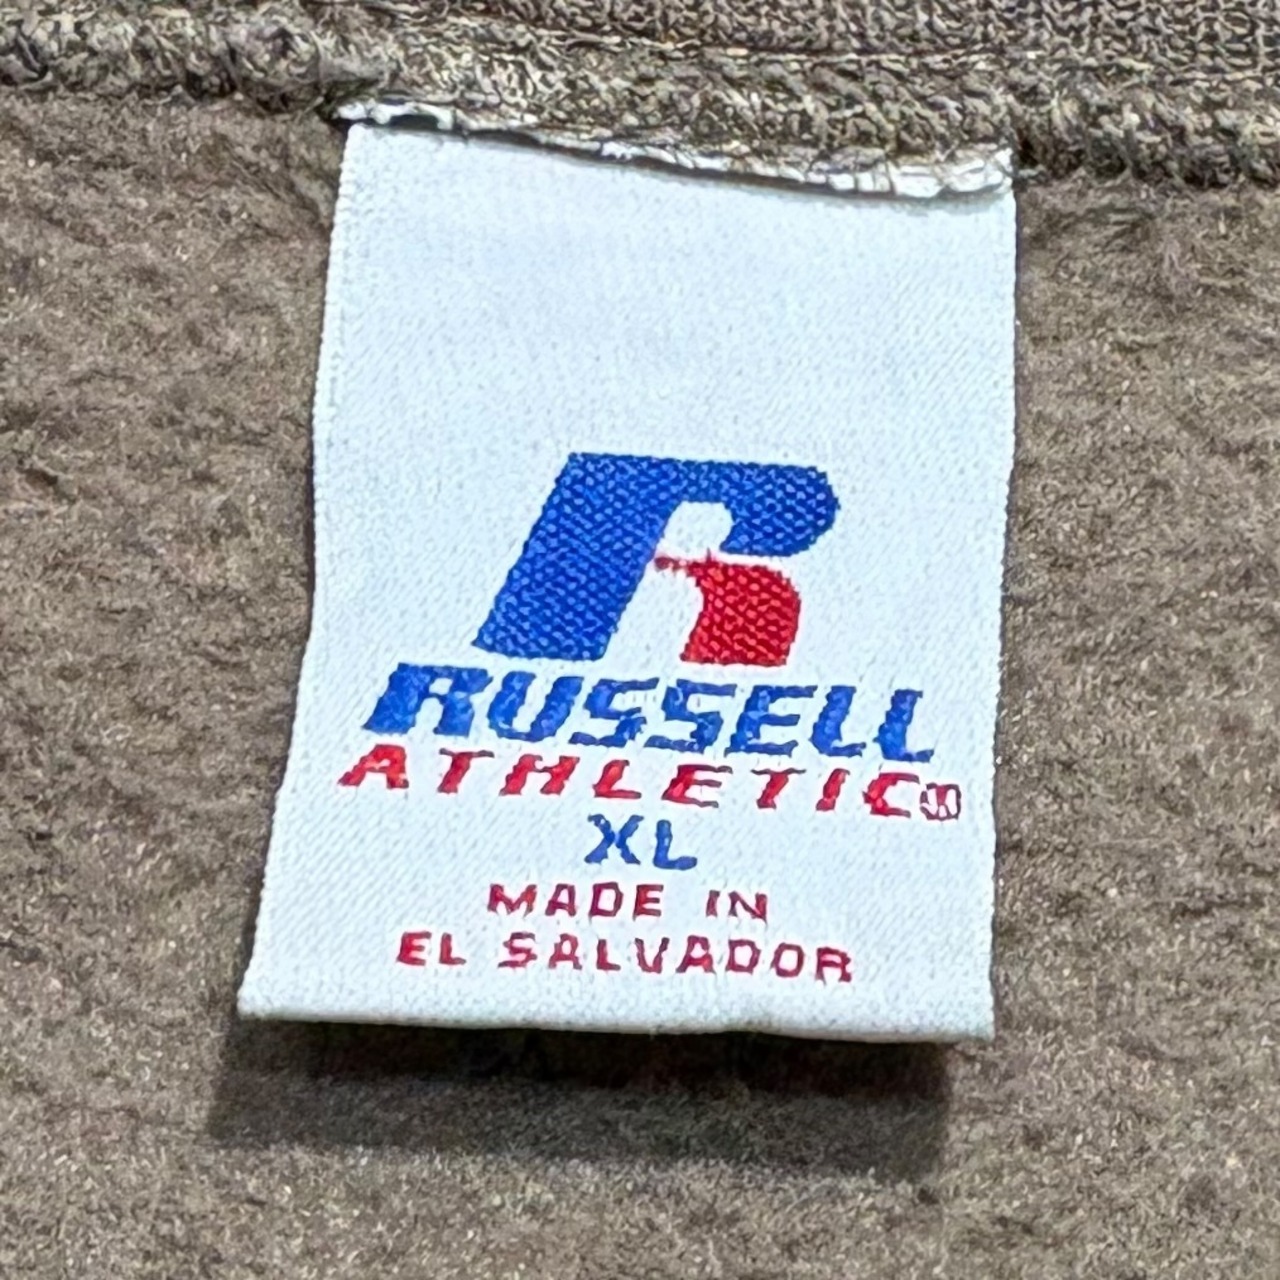 R
RUSSELL
ATHLETIC®
XL
MADE IN
EL SALVADOR